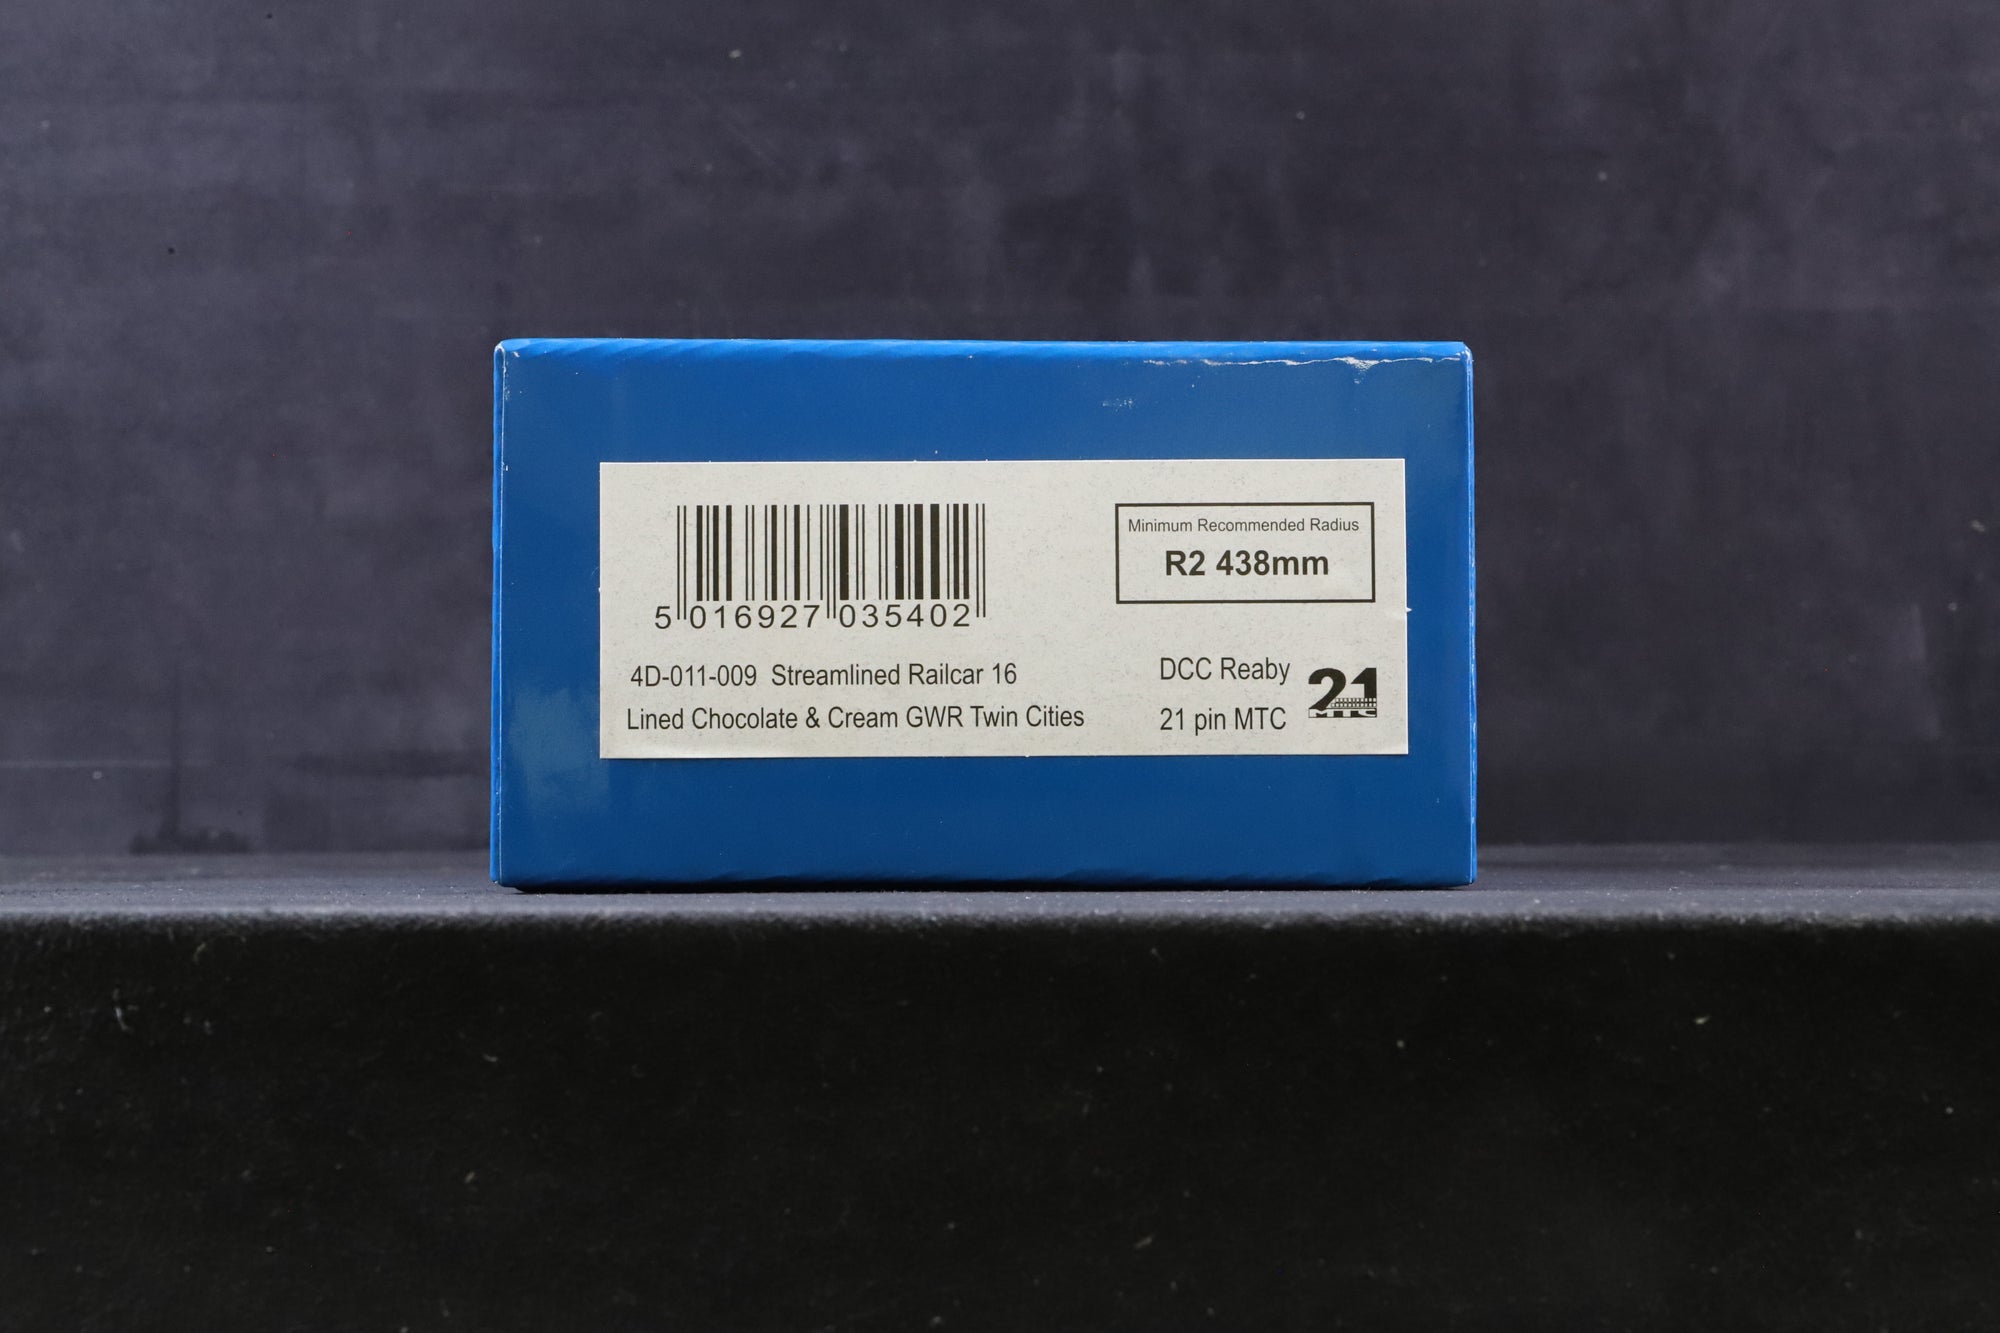 5 016927 035402
Minimum Recommended Radius
R2 438mm
4D-011-009 Streamlined Railcar 16
Lined Chocolate & Cream GWR Twin Cities
DCC Reaby
21 pin MTC
21
MTC